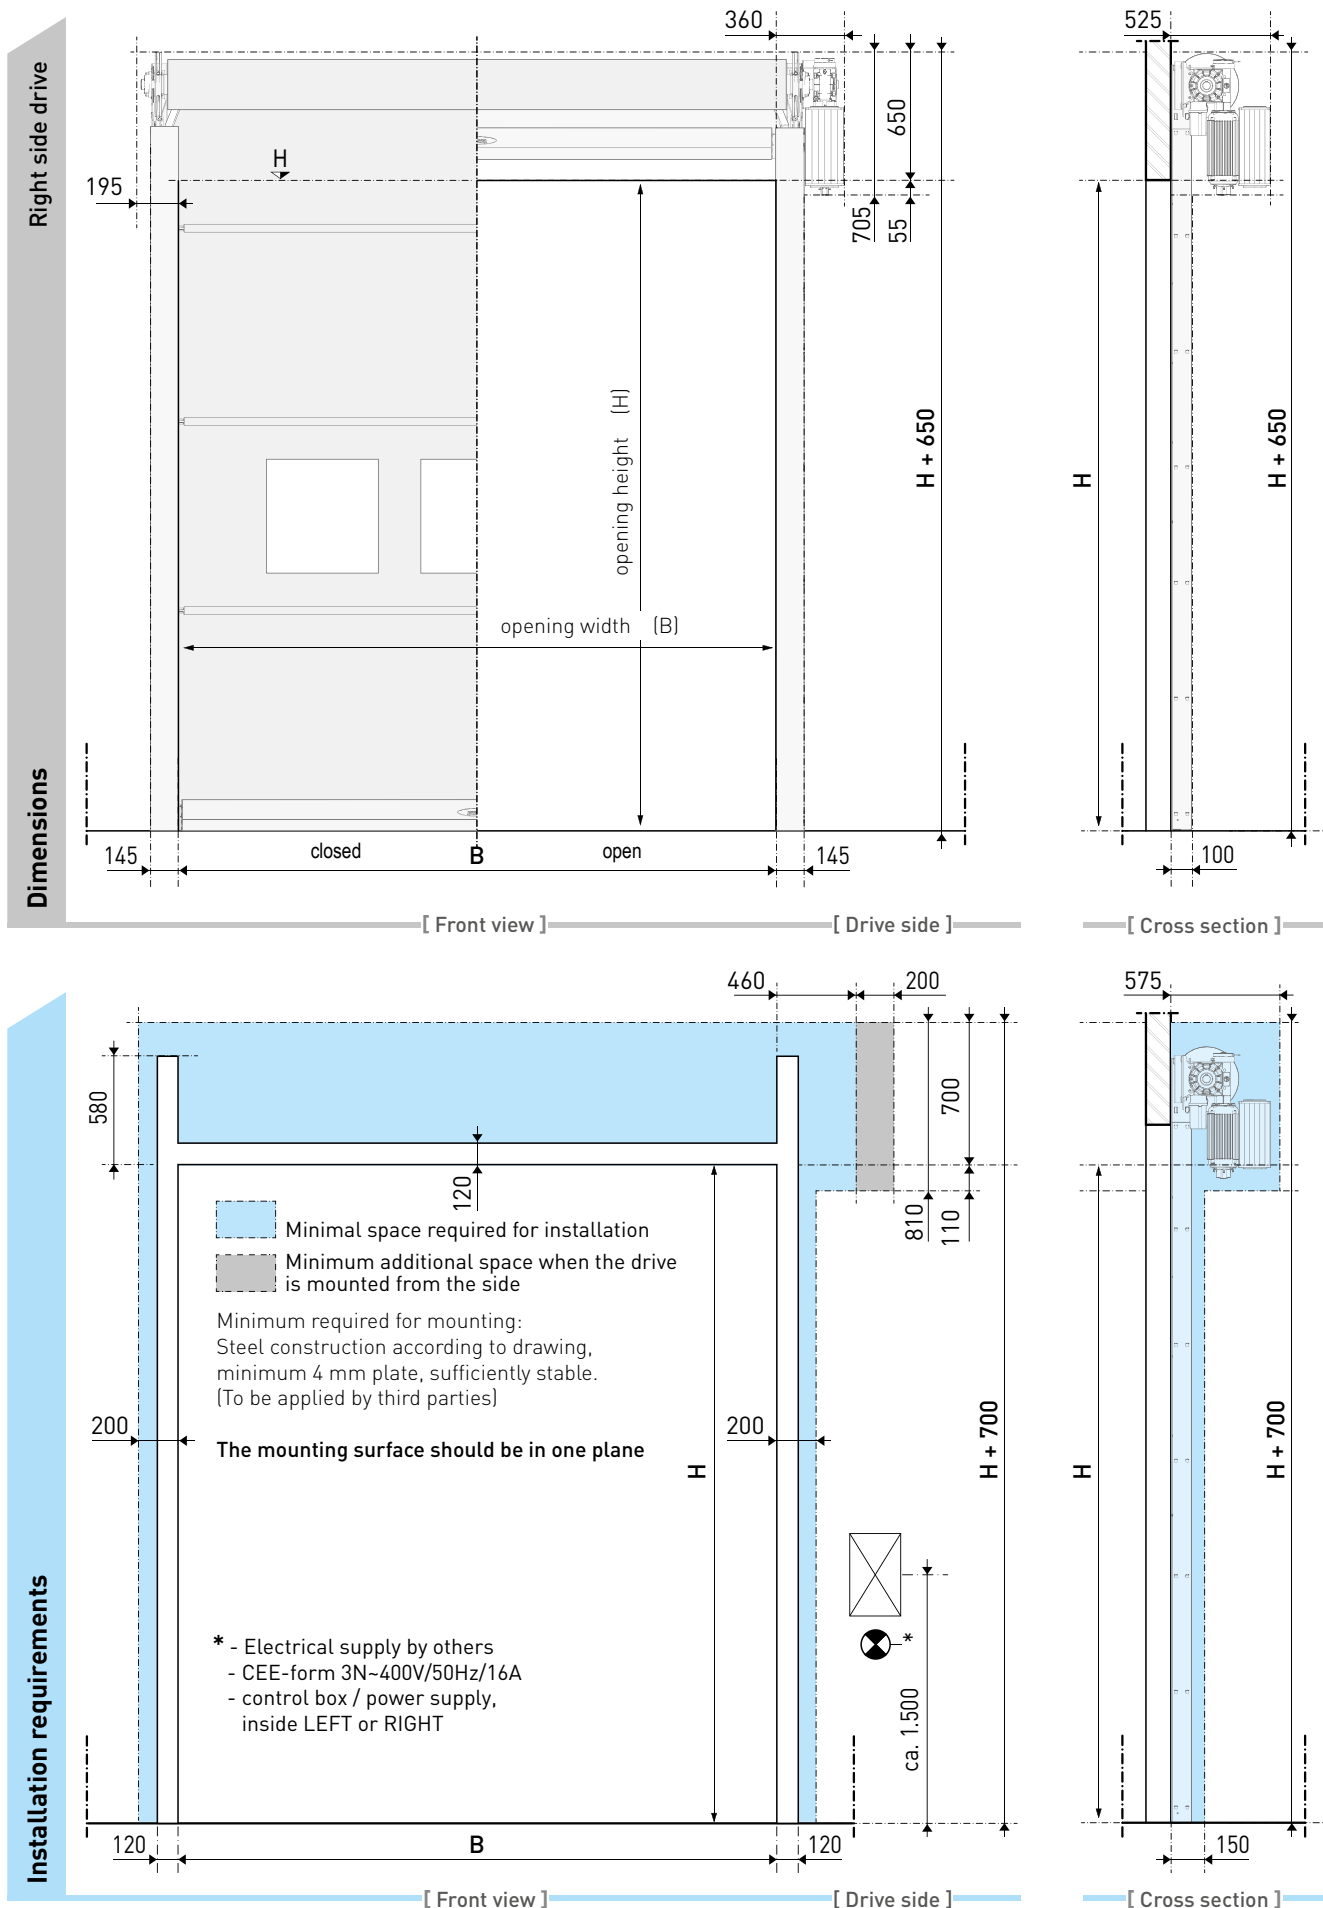 360
525
Right side drive
650
H
195
705
55
opening height (H)
H + 650
H
H + 650
opening width (B)
Dimensions
closed
B
open
145
145
100
[ Front view ]
[ Drive side ]
[ Cross section ]
460
200
575
580
700
120
810
110
Minimal space required for installation
Minimum additional space when the drive
is mounted from the side
Minimum required for mounting:
Steel construction according to drawing,
minimum 4 mm plate, sufficiently stable.
(To be applied by third parties)
200
200
The mounting surface should be in one plane
H
H + 700
H
H + 700
Installation requirements
* - Electrical supply by others
- CEE-form 3N~400V/50Hz/16A
- control box / power supply,
inside LEFT or RIGHT
*
ca. 1.500
120
B
120
150
[ Front view ]
[ Drive side ]
[ Cross section ]